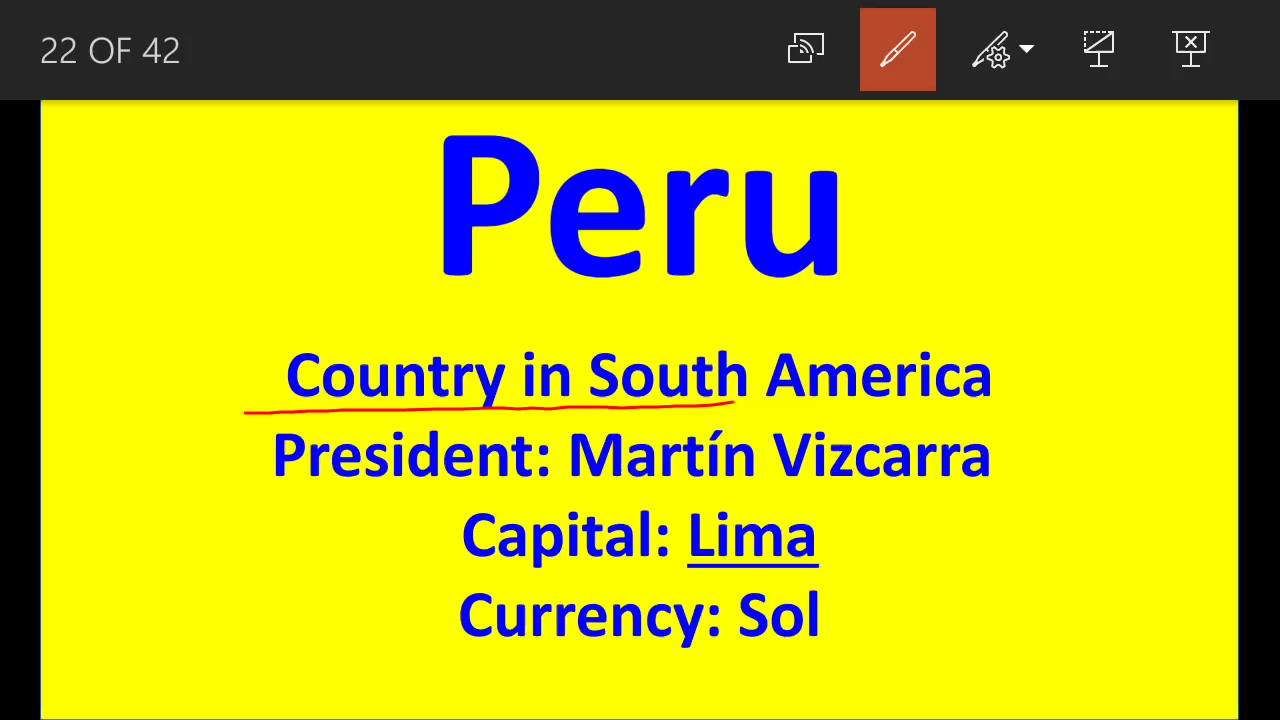 22 OF 42
Peru
Country in South America
President: Martín Vizcarra
Capital: Lima
Currency: Sol